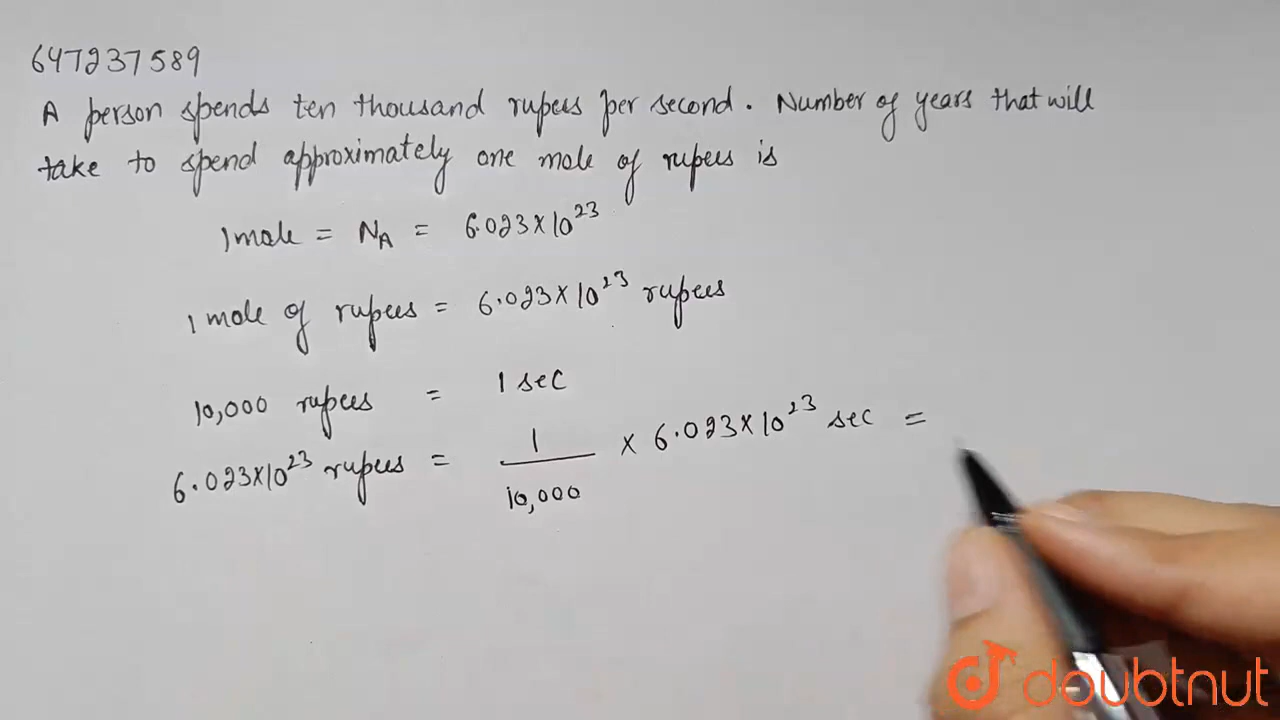 647237589
A person spends ten thousand rupees per second. Number of years that will
take to spend approximately one mole of rupees is
1 mole = NA = 6.023×10^23
1 mole of rupees = 6.023×10^23 rupees
10,000 rupees = 1 sec
6.023×10^23 rupees = 1/10,000 × 6.023×10^23 sec =
doubtnut